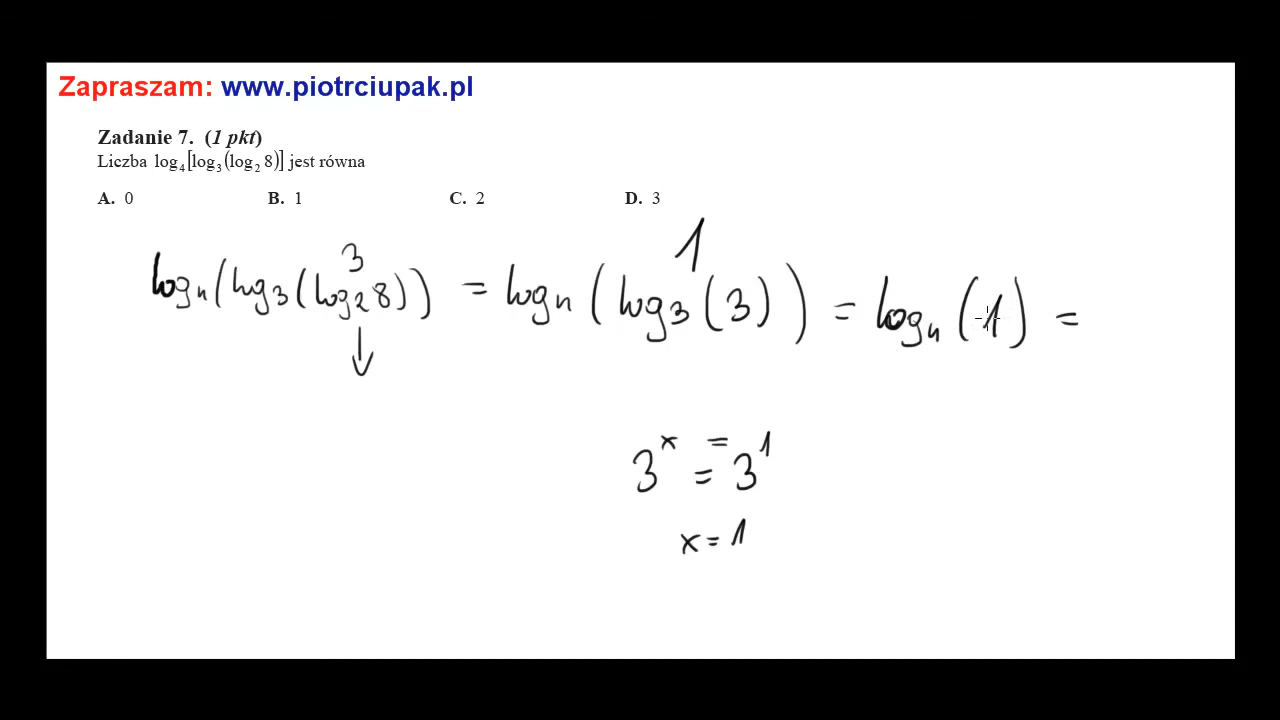 Zapraszam: www.piotrciupak.pl
Zadanie 7. (1 pkt)
Liczba log₄[log₃(log₂ 8)] jest równa
A. 0 B. 1 C. 2 D. 3
3 1
log₄(log₃(log₂8)) = log₄(log₃(3)) = log₄(1) =
=
3ˣ = 3¹
x = 1